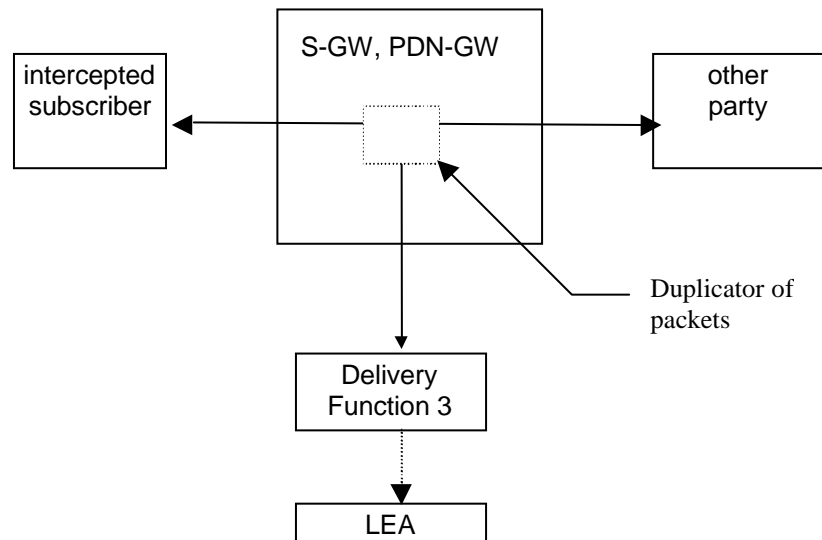 S-GW, PDN-GW
intercepted
subscriber
other
party
Duplicator of
packets
Delivery
Function 3
LEA